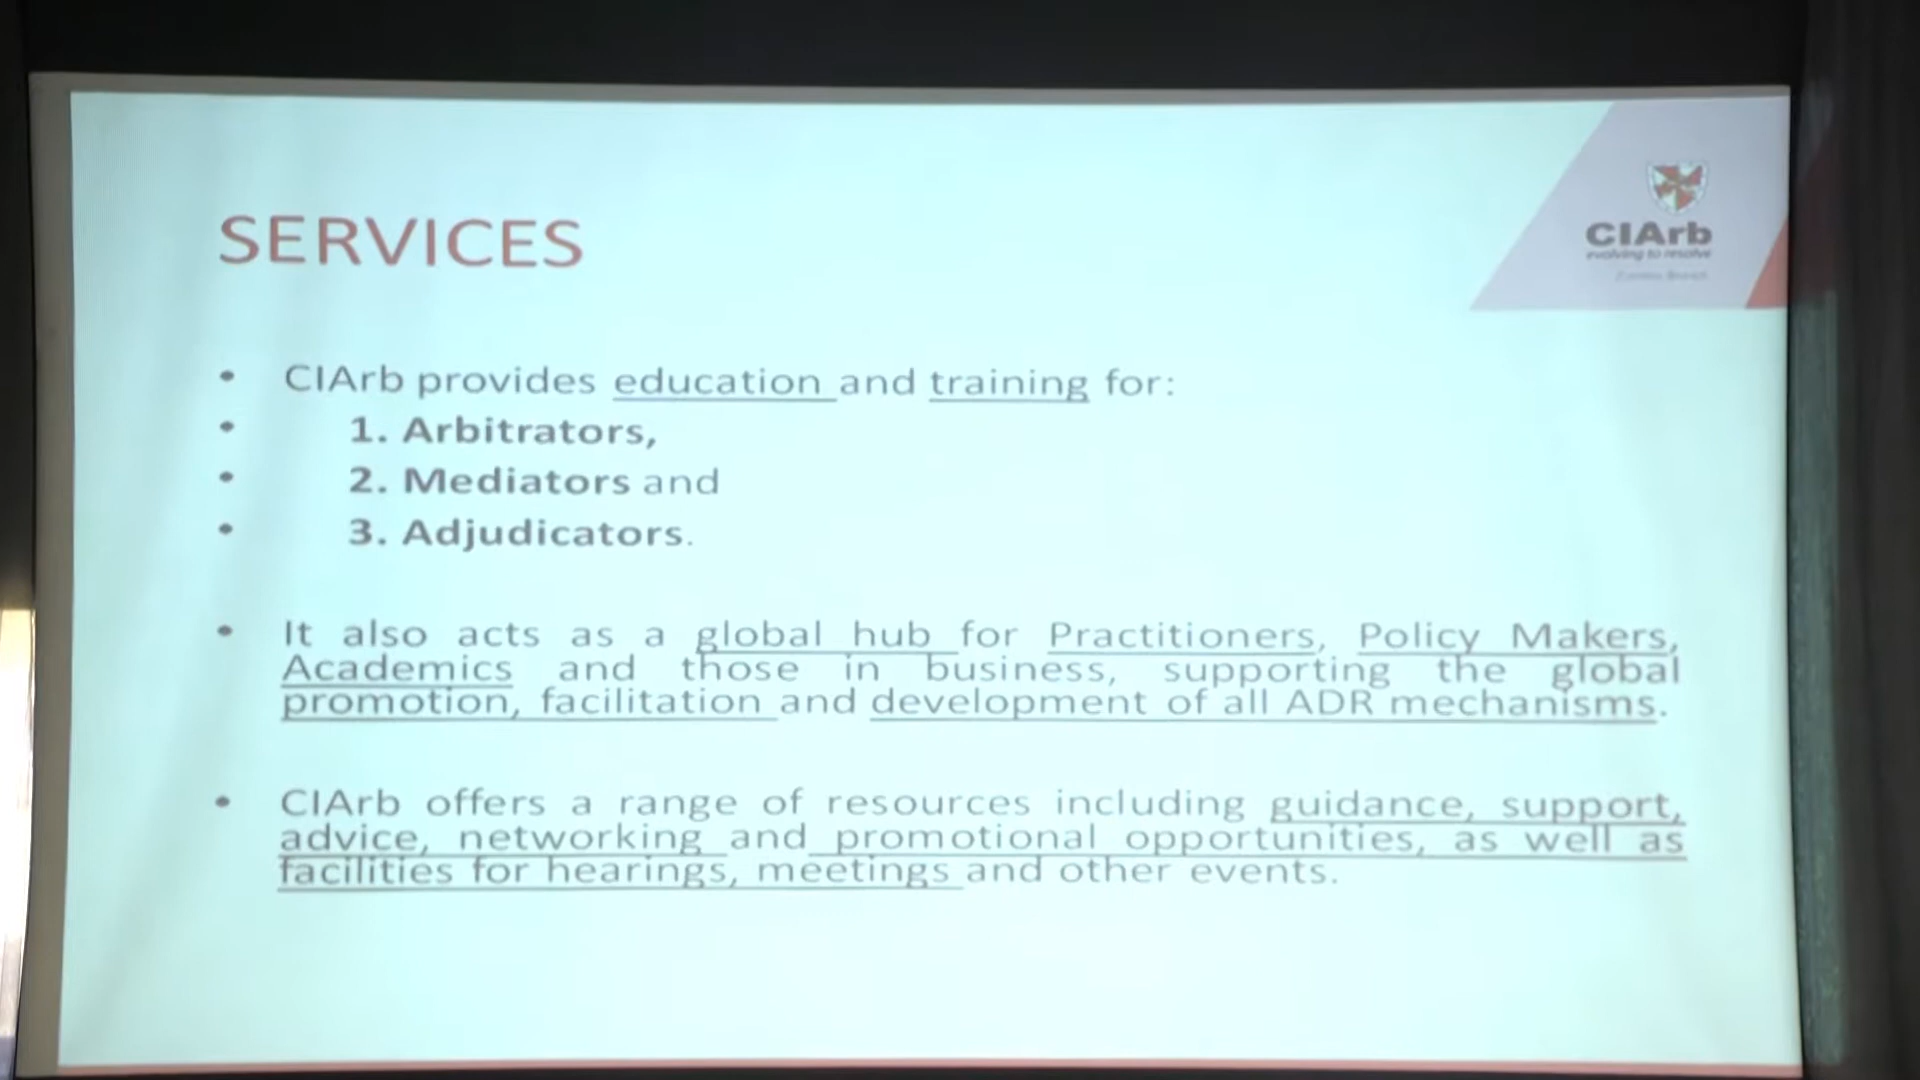 SERVICES
CIArb
evolving to resolve
• CIArb provides education and training for:
• 1. Arbitrators,
• 2. Mediators and
• 3. Adjudicators.
• It also acts as a global hub for Practitioners, Policy Makers,
Academics and those in business, supporting the global
promotion, facilitation and development of all ADR mechanisms.
• CIArb offers a range of resources including guidance, support,
advice, networking and promotional opportunities, as well as
facilities for hearings, meetings and other events.